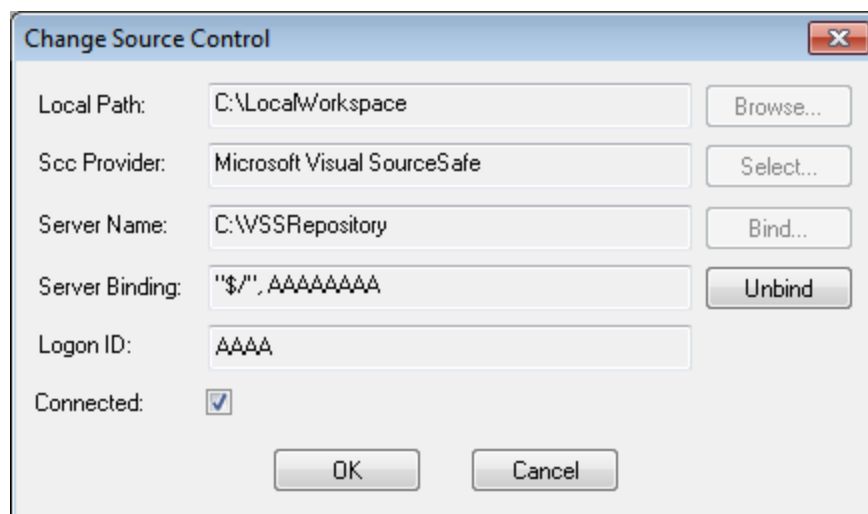 Change Source Control
Local Path: C:\LocalWorkspace Browse...
Scc Provider: Microsoft Visual SourceSafe Select...
Server Name: C:\VSSRepository Bind...
Server Binding: "$/", AAAAAAAA Unbind
Logon ID: AAAA
Connected:
OK Cancel